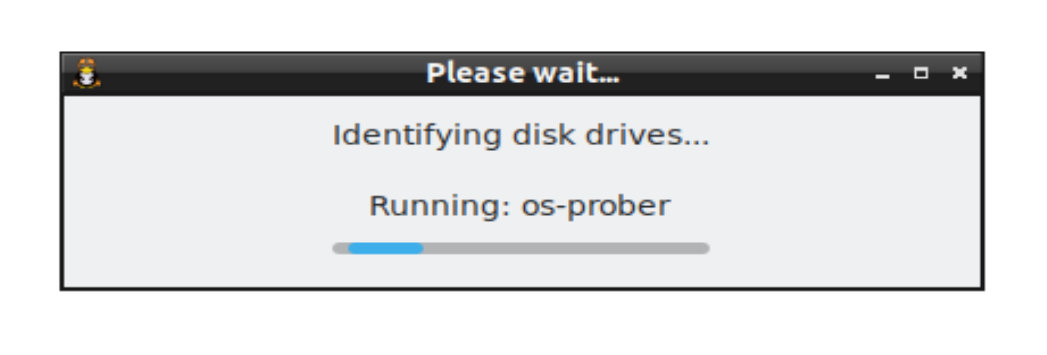 Please wait...
Identifying disk drives...
Running: os-prober